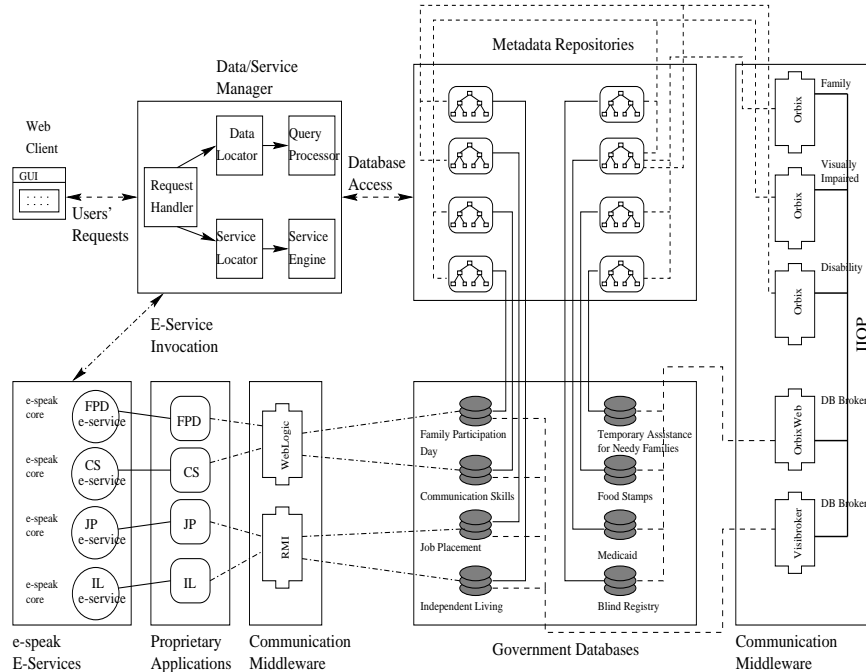 Metadata Repositories
Data/Service
Manager
Web
Client
GUI
Users'
Requests
Request
Handler
Data
Locator
Query
Processor
Service
Locator
Service
Engine
Database
Access
E-Service
Invocation
Orbix
Family
Orbix
Visually
Impaired
Orbix
Disability
IIOP
OrbixWeb
DB Broker
Visibroker
DB Broker
e-speak
core
FPD
e-service
e-speak
core
CS
e-service
e-speak
core
JP
e-service
e-speak
core
IL
e-service
FPD
CS
JP
IL
WebLogic
RMI
Family Participation
Day
Communication Skills
Job Placement
Independent Living
Temporary Assistance
for Needy Families
Food Stamps
Medicaid
Blind Registry
e-speak
E-Services
Proprietary
Applications
Communication
Middleware
Government Databases
Communication
Middleware